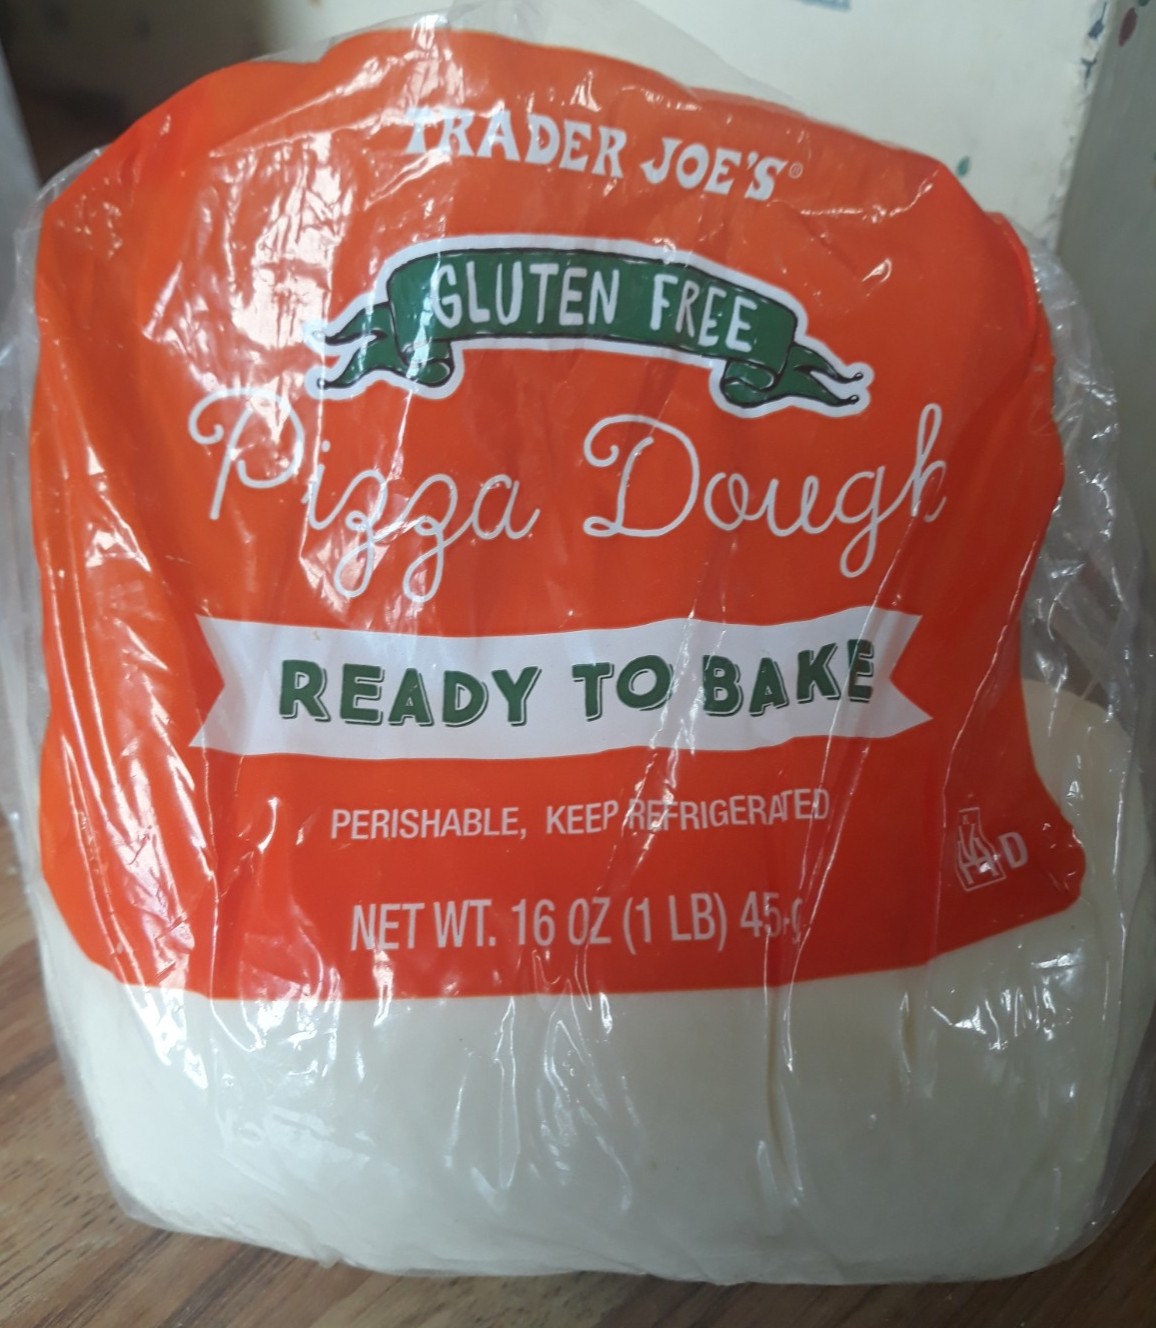 TRADER JOE'S®
GLUTEN FREE
Pizza Dough
READY TO BAKE
PERISHABLE, KEEP REFRIGERATED
D
NET WT. 16 OZ (1 LB)